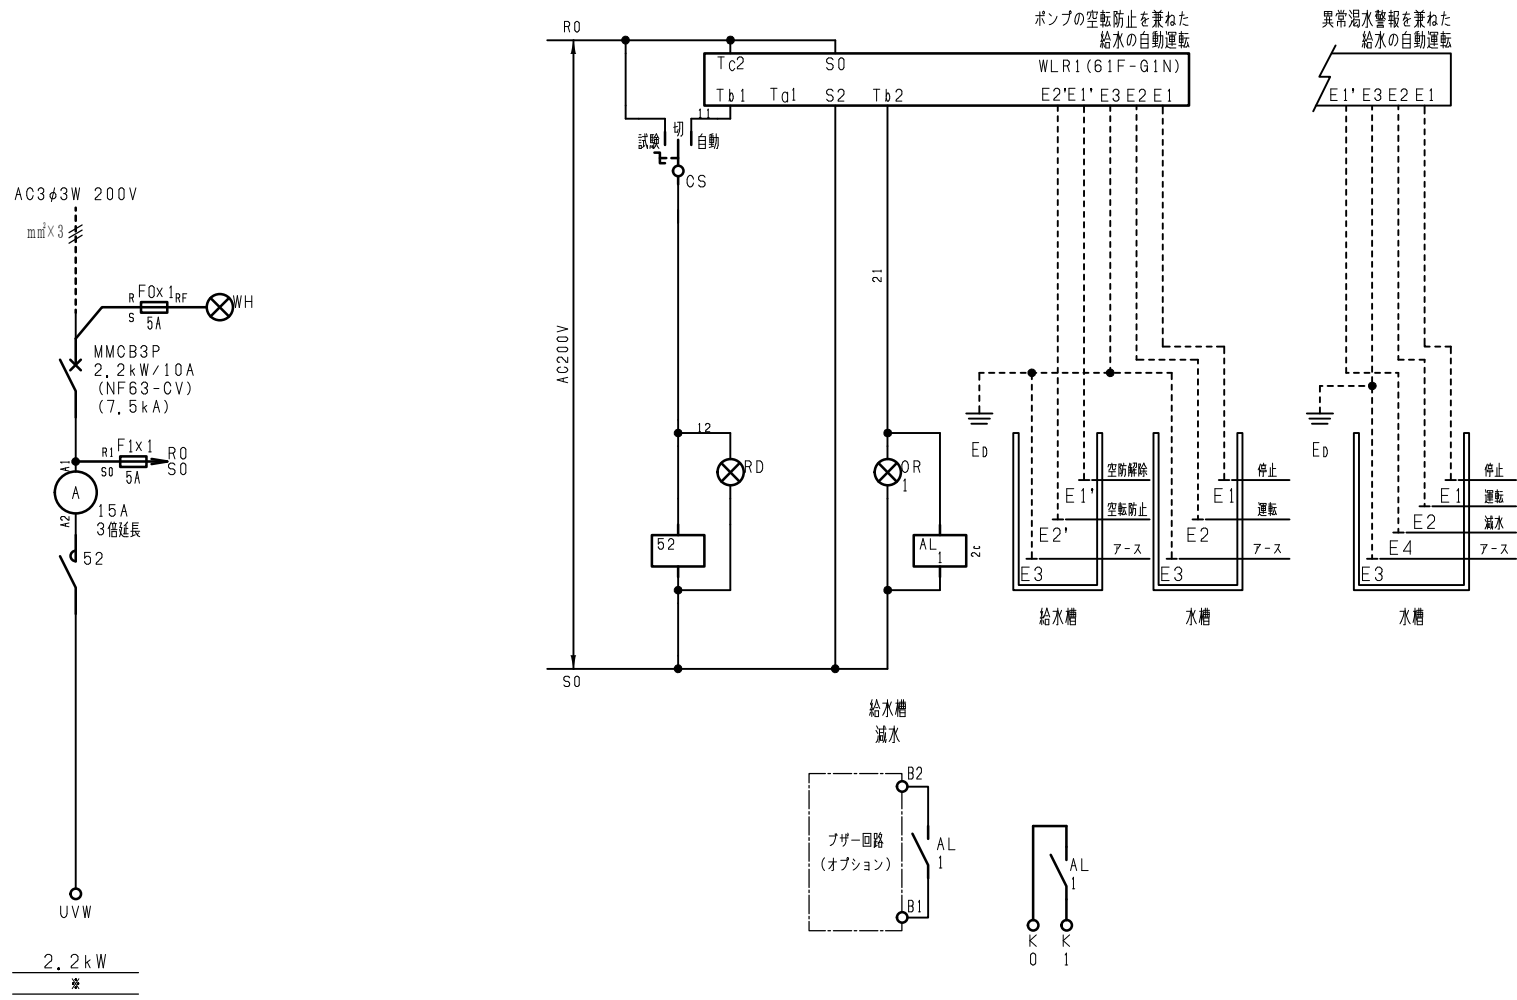 AC3φ3W 200V
mm²×3
F0x1
R
RF
S
5A
WH
MMCB3P
2.2kW/10A
(NF63-CV)
(7.5kA)
A1
R1
F1x1
R0
S0
S0
5A
A
A2
15A
3倍延長
52
UVW
2.2kW
※
R0
ポンプの空転防止を兼ねた
給水の自動運転
Tc2
S0
WLR1(61F-G1N)
Tb1
Ta1
S2
Tb2
E2'
E1'
E3
E2
E1
11
試験
切
自動
CS
AC200V
21
12
RD
OR
1
52
AL
1
2c
S0
ED
空防解除
E1'
空転防止
E2'
アース
E3
給水槽
停止
E1
運転
E2
アース
E3
水槽
異常渇水警報を兼ねた
給水の自動運転
E1'
E3
E2
E1
ED
停止
E1
運転
E2
減水
E4
アース
E3
水槽
給水槽
減水
B2
ブザー回路
(オプション)
AL
1
B1
AL
1
K
0
K
1